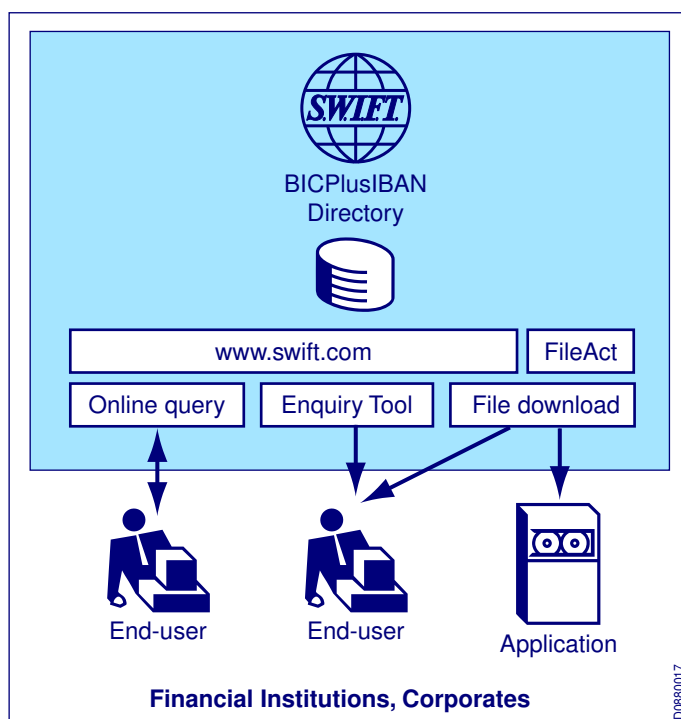 S.W.I.F.T.
BICPlusIBAN
Directory
www.swift.com
FileAct
Online query
Enquiry Tool
File download
End-user
End-user
Application
Financial Institutions, Corporates
D0880017